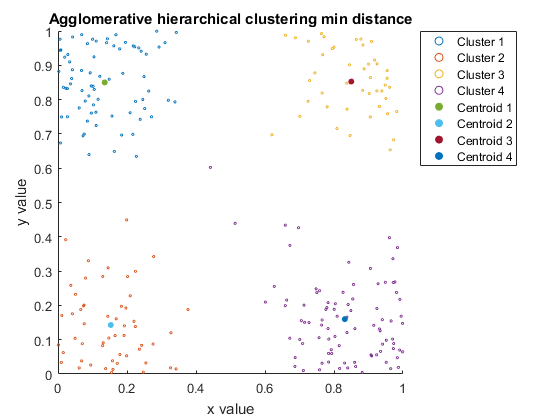 Agglomerative hierarchical clustering min distance
1
0.9
0.8
0.7
0.6
0.5
0.4
0.3
0.2
0.1
0
y value
0 0.2 0.4 0.6 0.8 1
x value
Cluster 1
Cluster 2
Cluster 3
Cluster 4
Centroid 1
Centroid 2
Centroid 3
Centroid 4